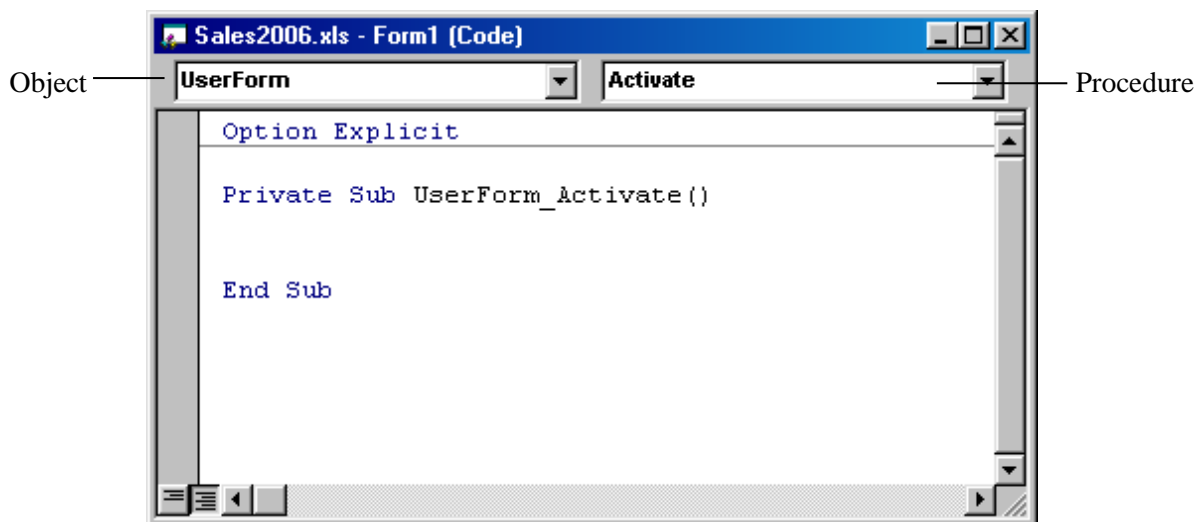 Sales2006.xls - Form1 (Code)
Object
UserForm
Activate
Procedure
Option Explicit
Private Sub UserForm_Activate()
End Sub